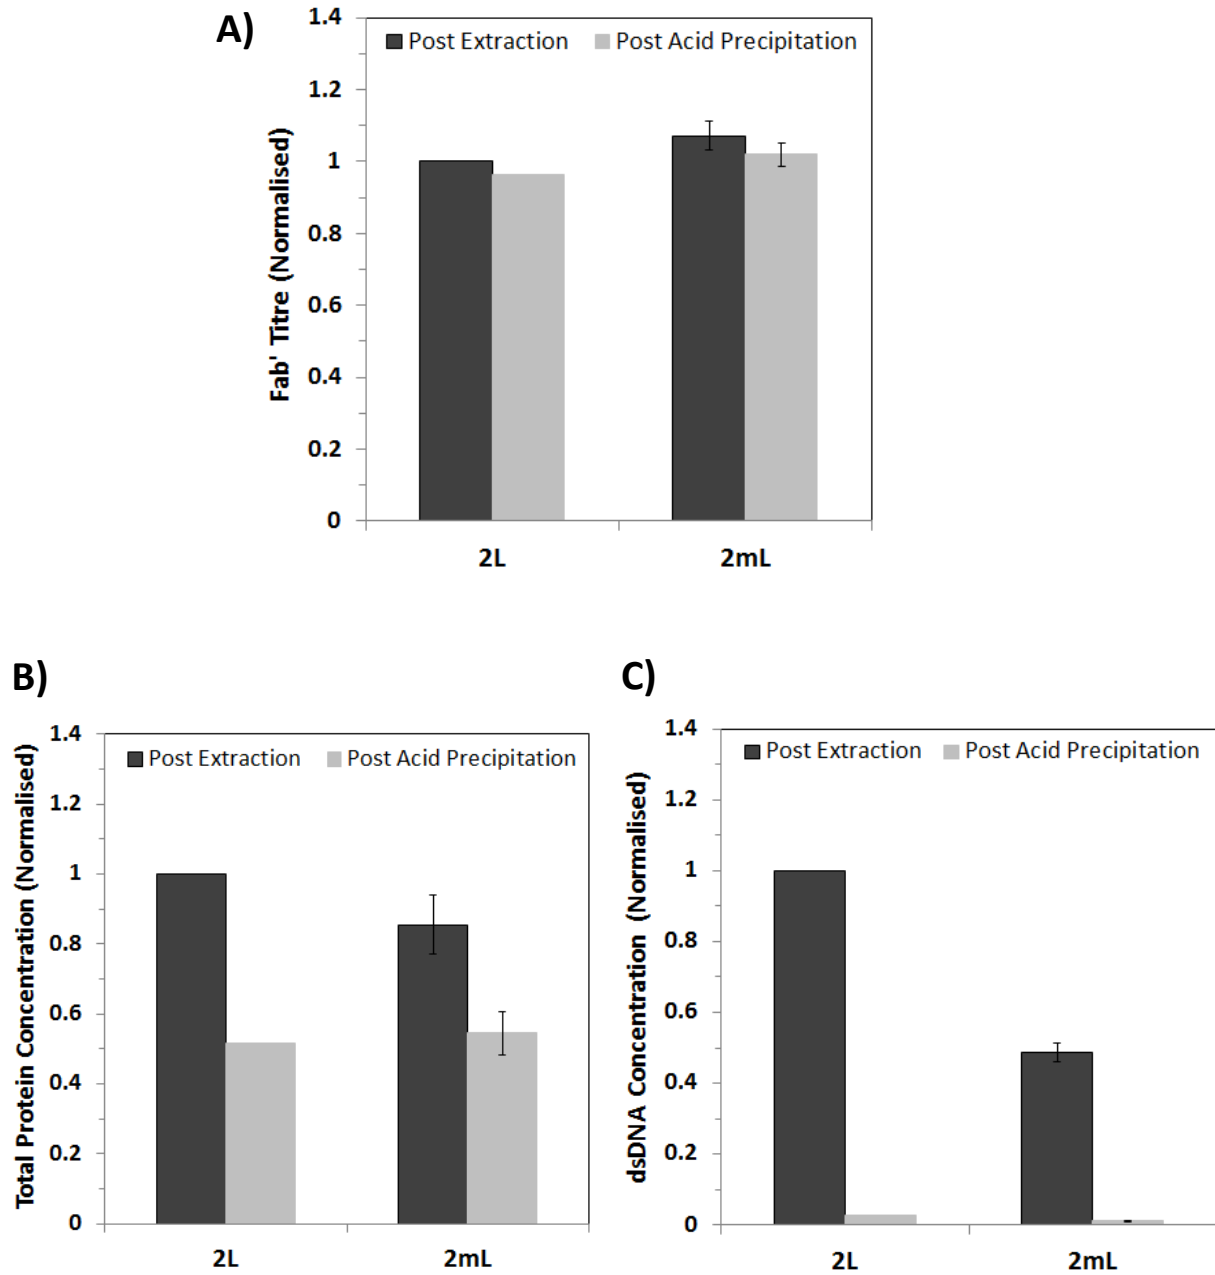 A)
Fab' Titre (Normalised)
1.4
1.2
1
0.8
0.6
0.4
0.2
0
Post Extraction Post Acid Precipitation
2L 2mL
B)
Total Protein Concentration (Normalised)
1.4
1.2
1
0.8
0.6
0.4
0.2
0
Post Extraction Post Acid Precipitation
2L 2mL
C)
dsDNA Concentration (Normalised)
1.4
1.2
1
0.8
0.6
0.4
0.2
0
Post Extraction Post Acid Precipitation
2L 2mL